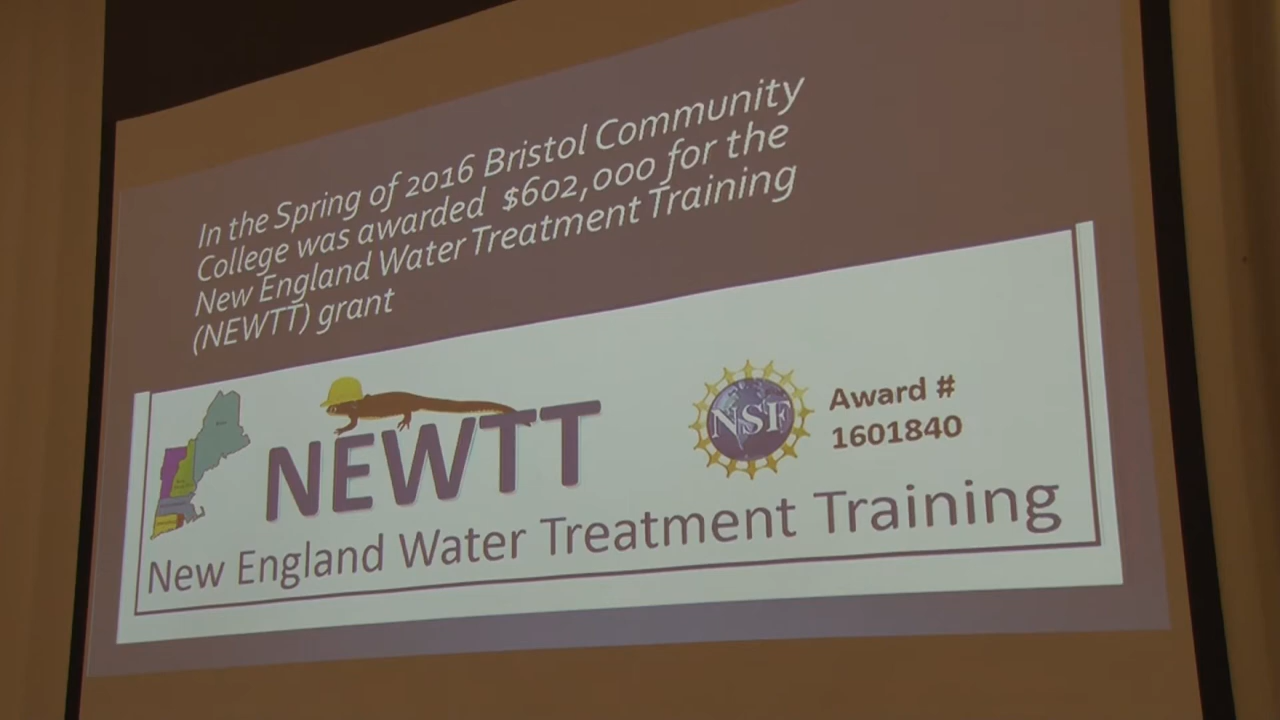 In the Spring of 2016 Bristol Community
College was awarded $602,000 for the
New England Water Treatment Training
(NEWTT) grant
NEWTT
NSF
Award #
1601840
New England Water Treatment Training